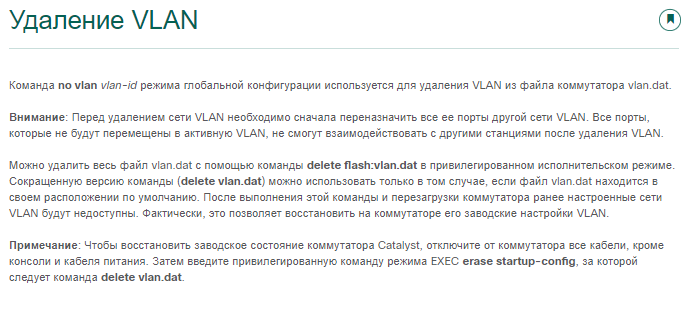 Удаление VLAN
Команда no vlan vlan-id режима глобальной конфигурации используется для удаления VLAN из файла коммутатора vlan.dat.
Внимание: Перед удалением сети VLAN необходимо сначала переназначить все ее порты другой сети VLAN. Все порты,
которые не будут перемещены в активную VLAN, не смогут взаимодействовать с другими станциями после удаления VLAN.
Можно удалить весь файл vlan.dat с помощью команды delete flash:vlan.dat в привилегированном исполнительском режиме.
Сокращенную версию команды (delete vlan.dat) можно использовать только в том случае, если файл vlan.dat находится в
своем расположении по умолчанию. После выполнения этой команды и перезагрузки коммутатора ранее настроенные сети
VLAN будут недоступны. Фактически, это позволяет восстановить на коммутаторе его заводские настройки VLAN.
Примечание: Чтобы восстановить заводское состояние коммутатора Catalyst, отключите от коммутатора все кабели, кроме
консоли и кабеля питания. Затем введите привилегированную команду режима EXEC erase startup-config, за которой
следует команда delete vlan.dat.